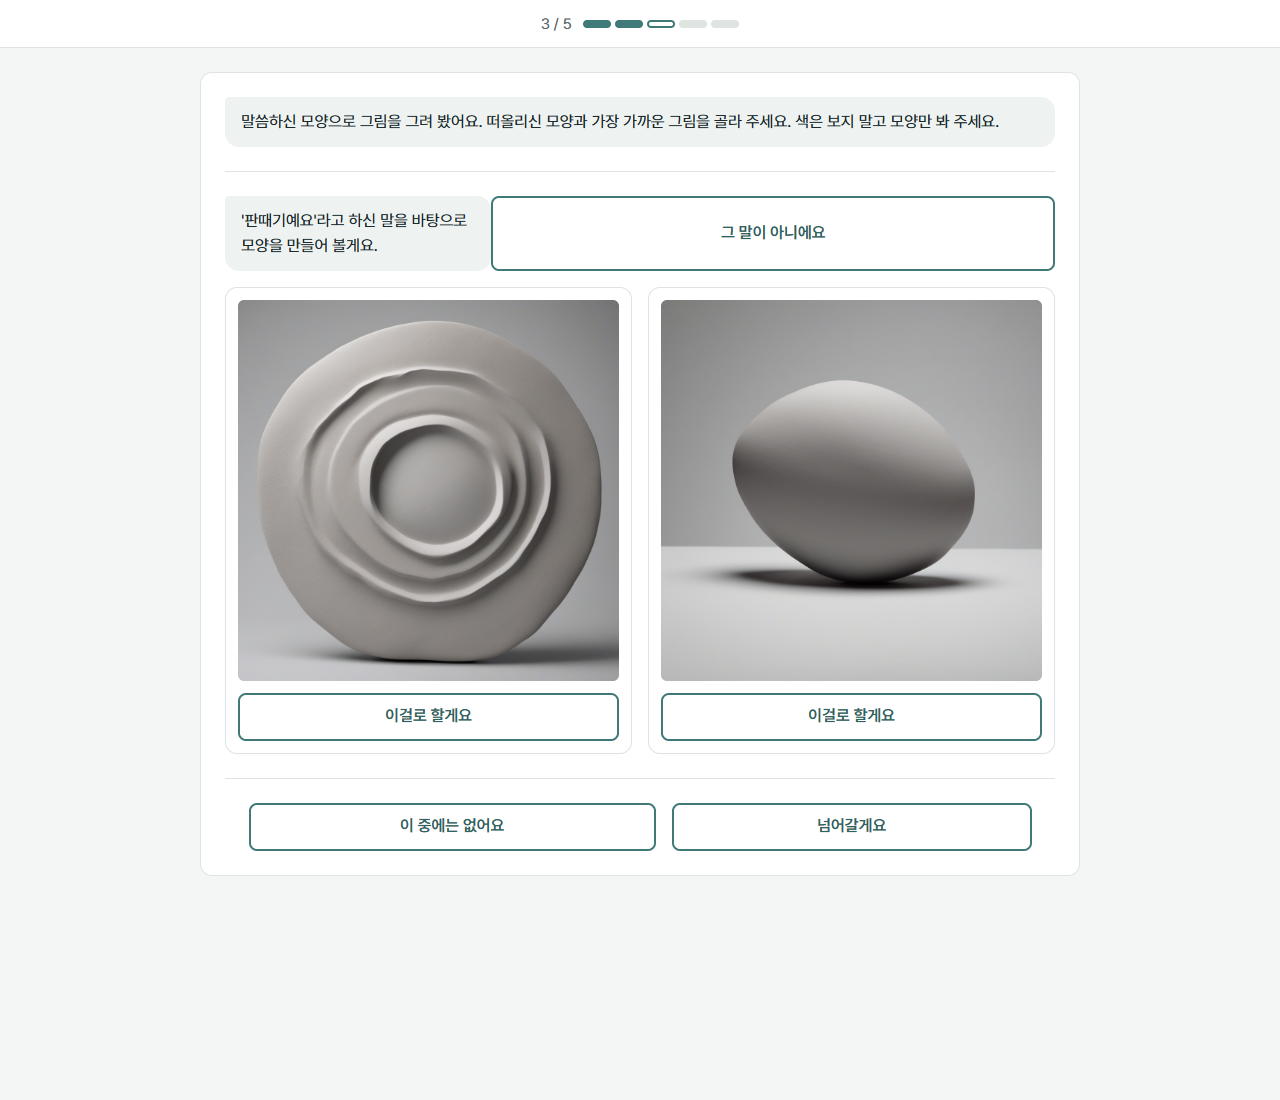 3 / 5
말씀하신 모양으로 그림을 그려 봤어요. 떠올리신 모양과 가장 가까운 그림을 골라 주세요. 색은 보지 말고 모양만 봐 주세요.
'판때기예요'라고 하신 말을 바탕으로
모양을 만들어 볼게요.
그 말이 아니에요
이걸로 할게요
이걸로 할게요
이 중에는 없어요
넘어갈게요